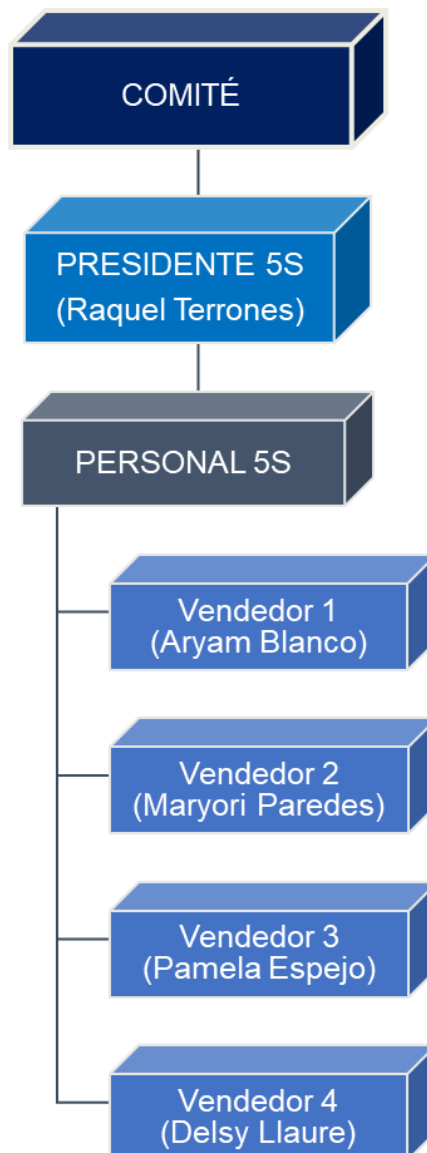 COMITÉ
PRESIDENTE 5S
(Raquel Terrones)
PERSONAL 5S
Vendedor 1
(Aryam Blanco)
Vendedor 2
(Maryori Paredes)
Vendedor 3
(Pamela Espejo)
Vendedor 4
(Delsy Llaure)